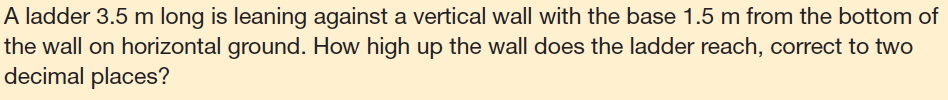 A ladder 3.5 m long is leaning against a vertical wall with the base 1.5 m from the bottom of
the wall on horizontal ground. How high up the wall does the ladder reach, correct to two
decimal places?